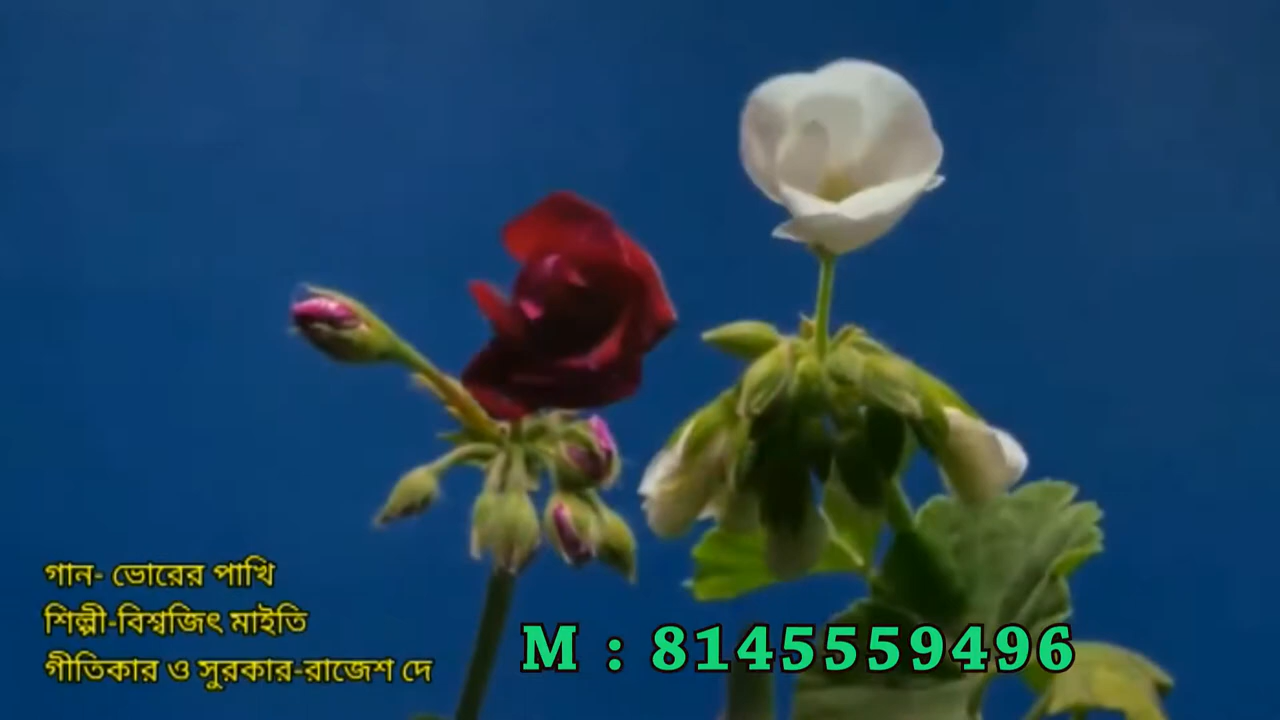 গান- ভোরের পাখি
শিল্পী-বিশ্বজিৎ মাইতি
গীতিকার ও সুরকার-রাজেশ দে
M : 8145559496